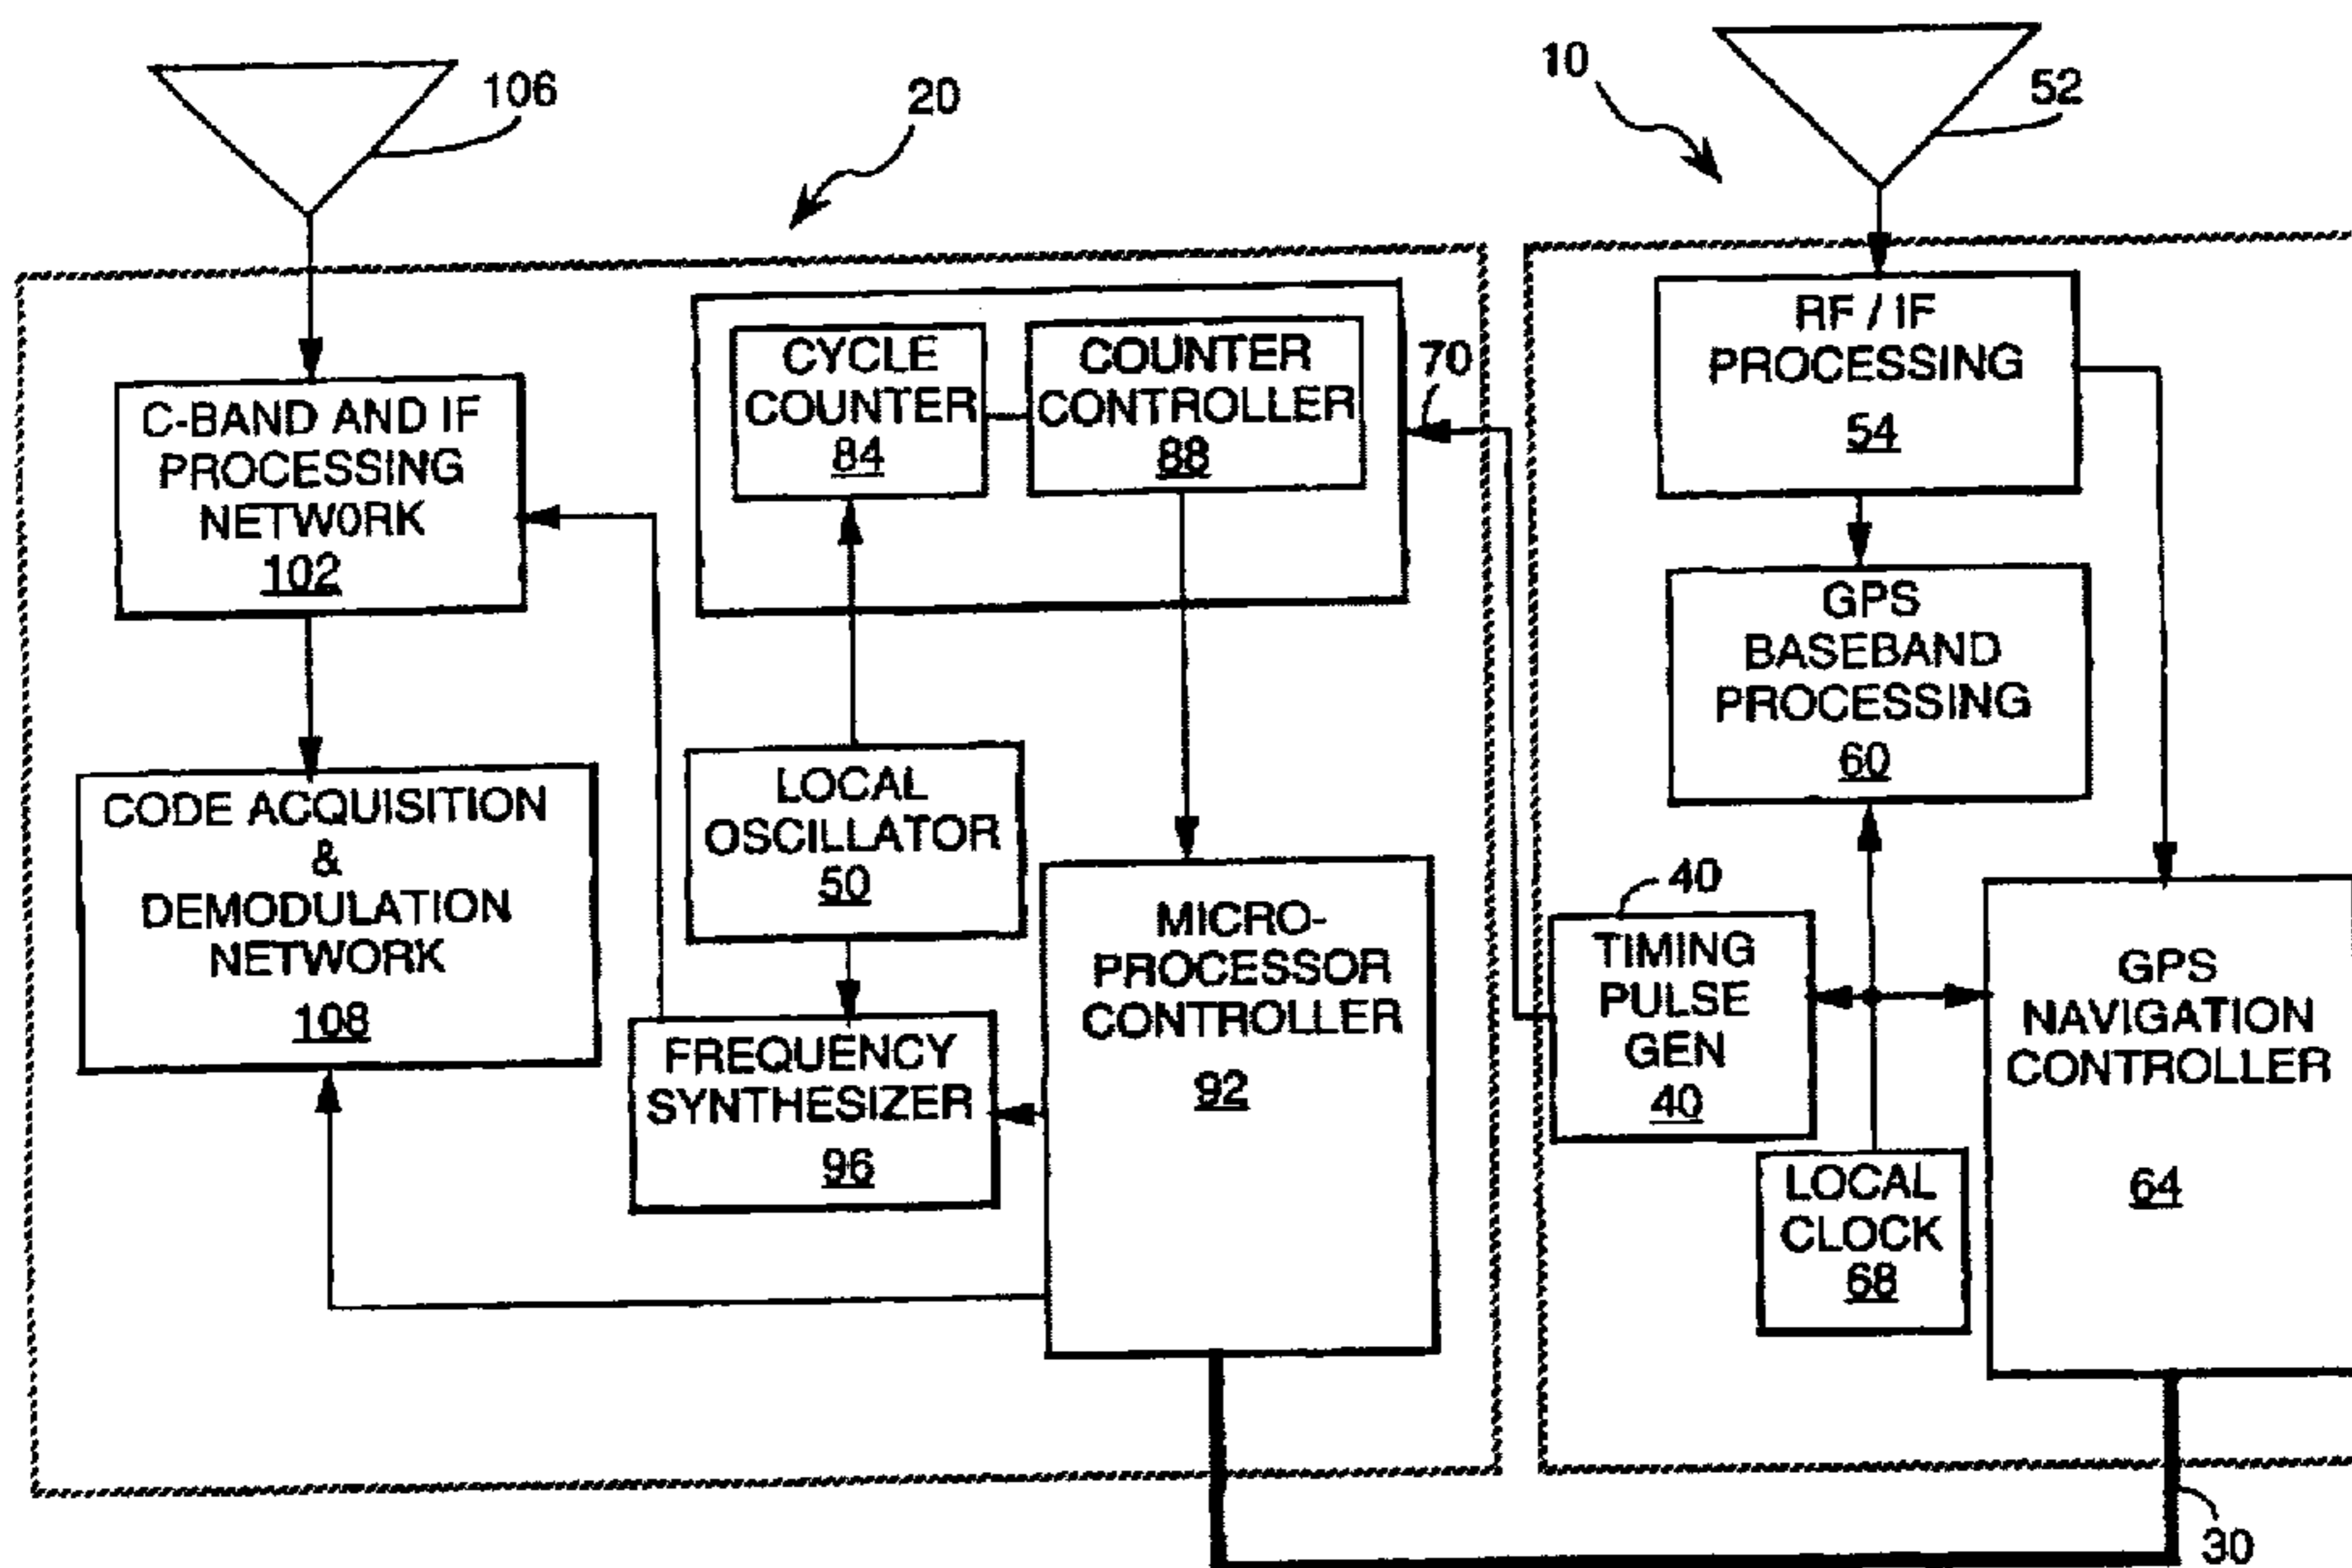 106
20
10
52
CYCLE
COUNTER
84
COUNTER
CONTROLLER
88
70
RF / IF
PROCESSING
54
C-BAND AND IF
PROCESSING
NETWORK
102
GPS
BASEBAND
PROCESSING
60
CODE ACQUISITION
&
DEMODULATION
NETWORK
108
LOCAL
OSCILLATOR
50
FREQUENCY
SYNTHESIZER
96
MICRO-
PROCESSOR
CONTROLLER
92
40
TIMING
PULSE
GEN
40
LOCAL
CLOCK
68
GPS
NAVIGATION
CONTROLLER
64
30